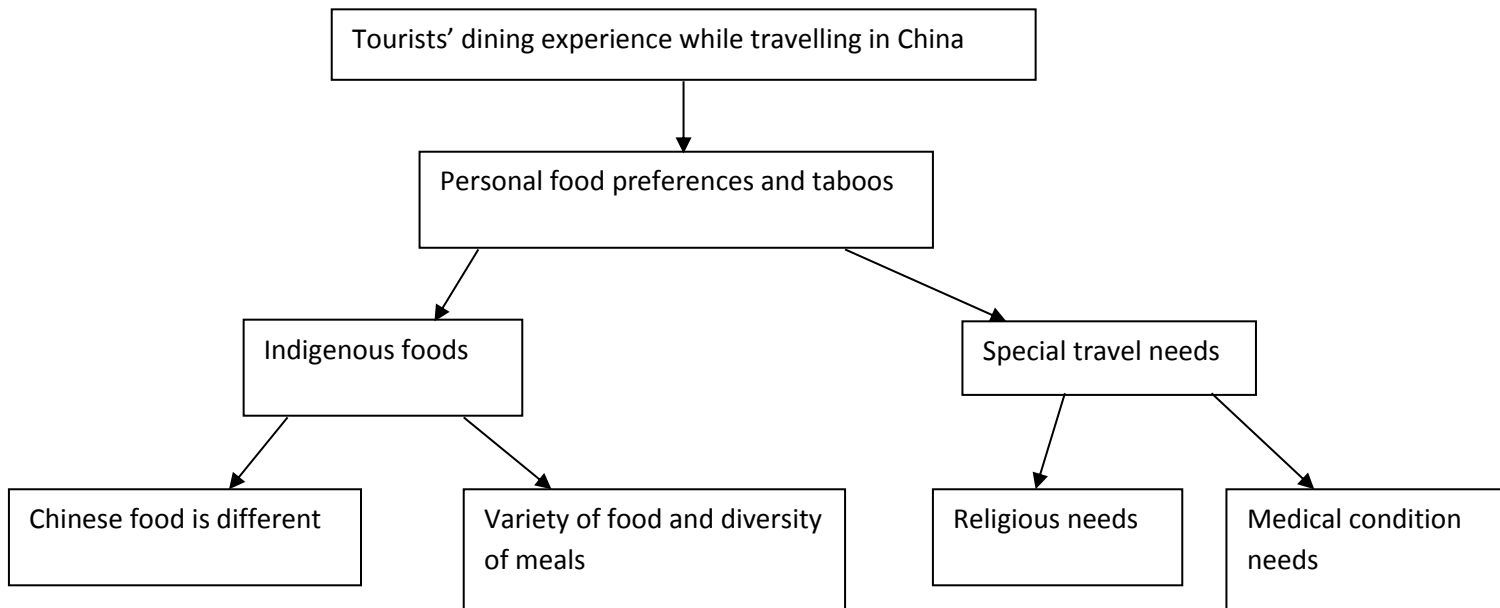 Tourists’ dining experience while travelling in China
Personal food preferences and taboos
Indigenous foods
Special travel needs
Chinese food is different
Variety of food and diversity
of meals
Religious needs
Medical condition
needs